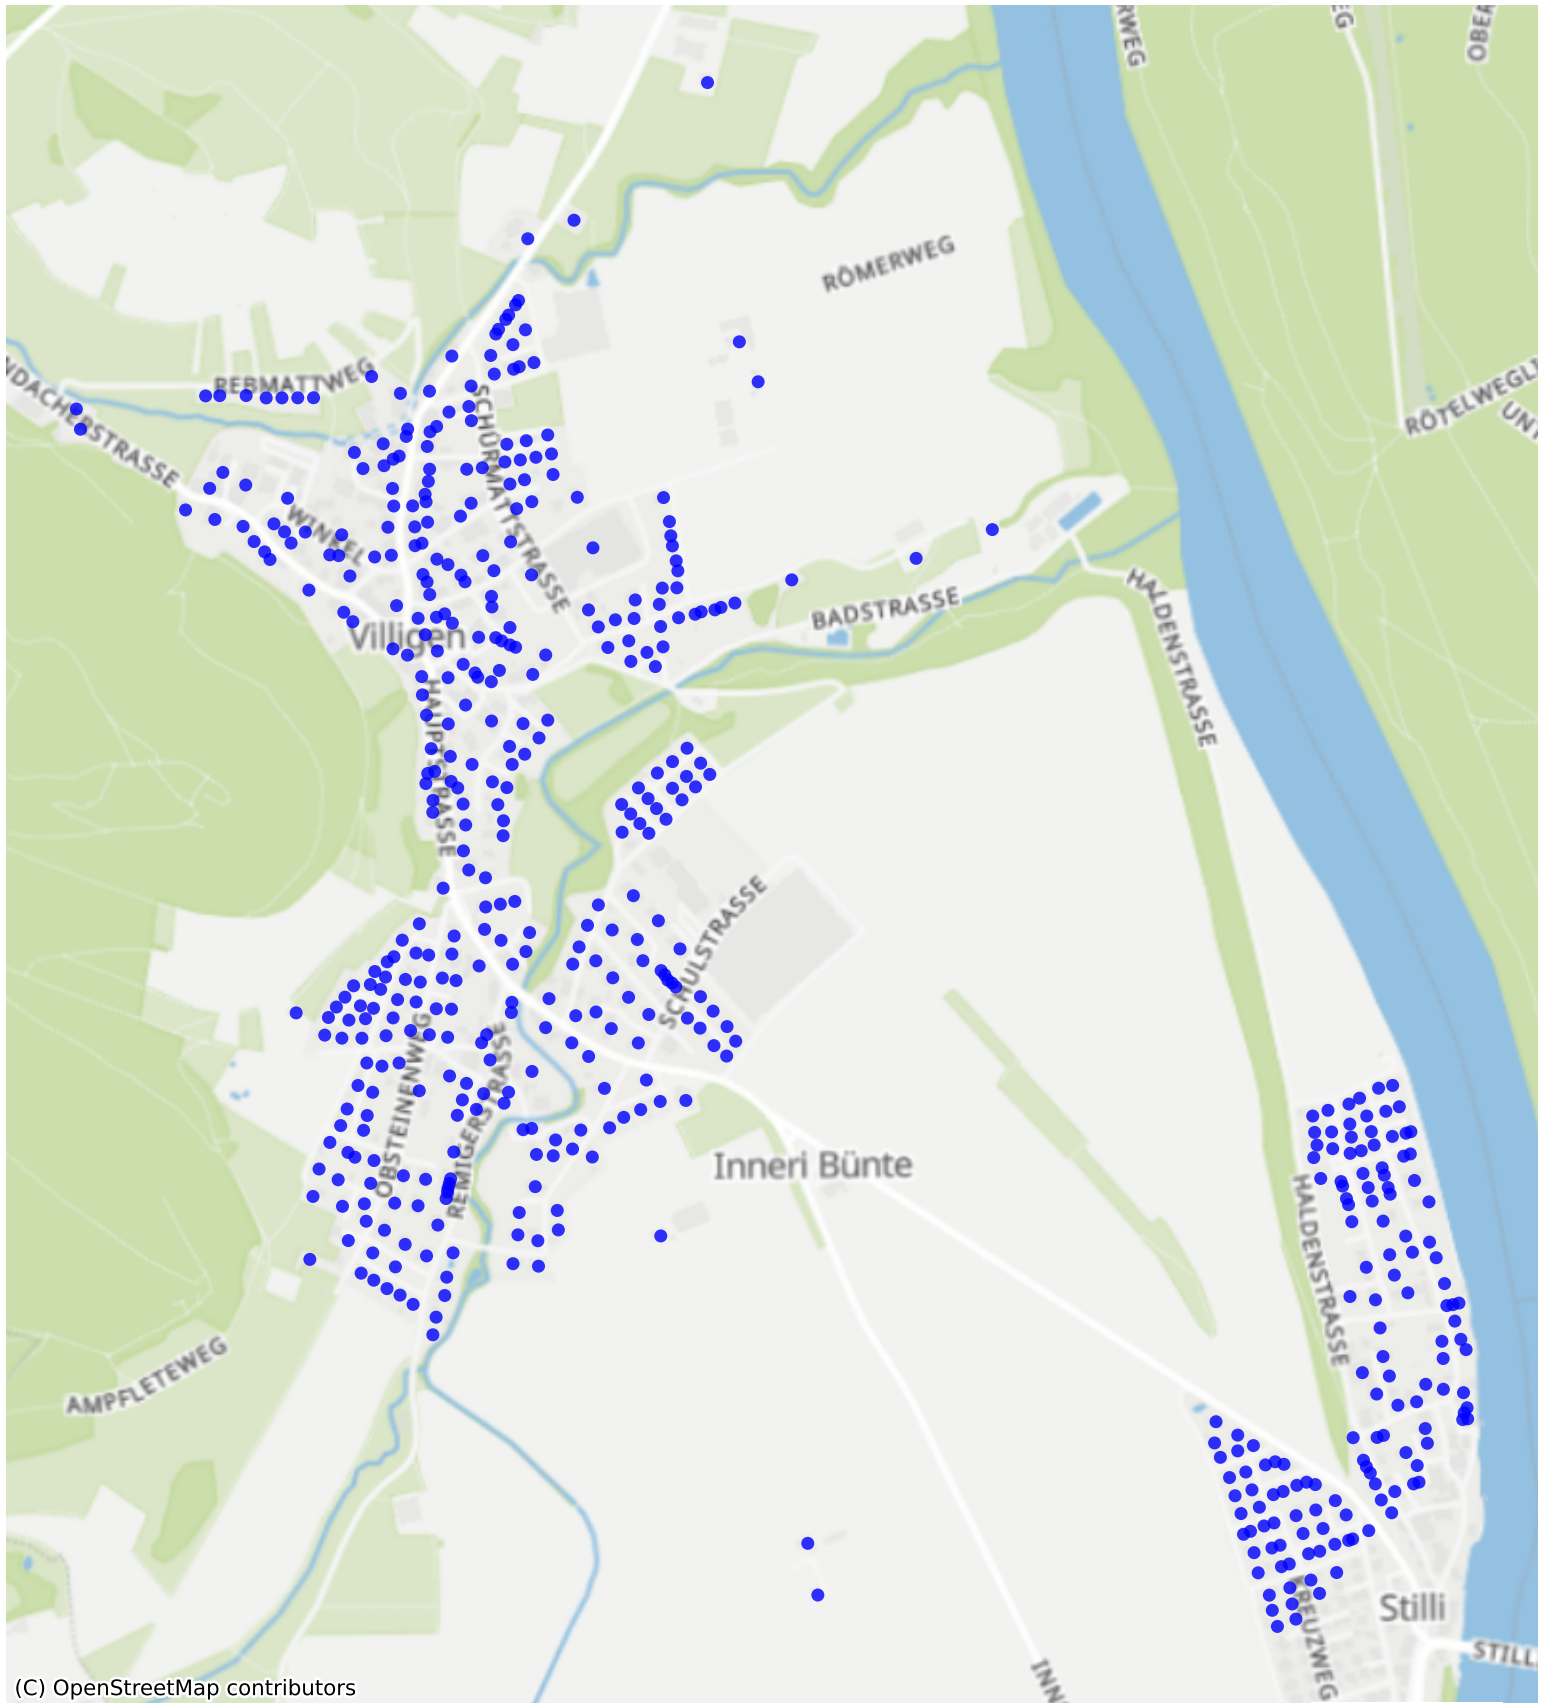 RÖMERWEG
REBMATTWEG
SCHÜRMATTSTRASSE
WINKEL
BADSTRASSE
HALDENSTRASSE
Villigen
HAUPTSTRASSE
SCHULSTRASSE
OBSTEINENWEG
REMIGERSTRASSE
Inneri Bünte
HALDENSTRASSE
AMPFLETEWEG
KREUZWEG
Stilli
(C) OpenStreetMap contributors